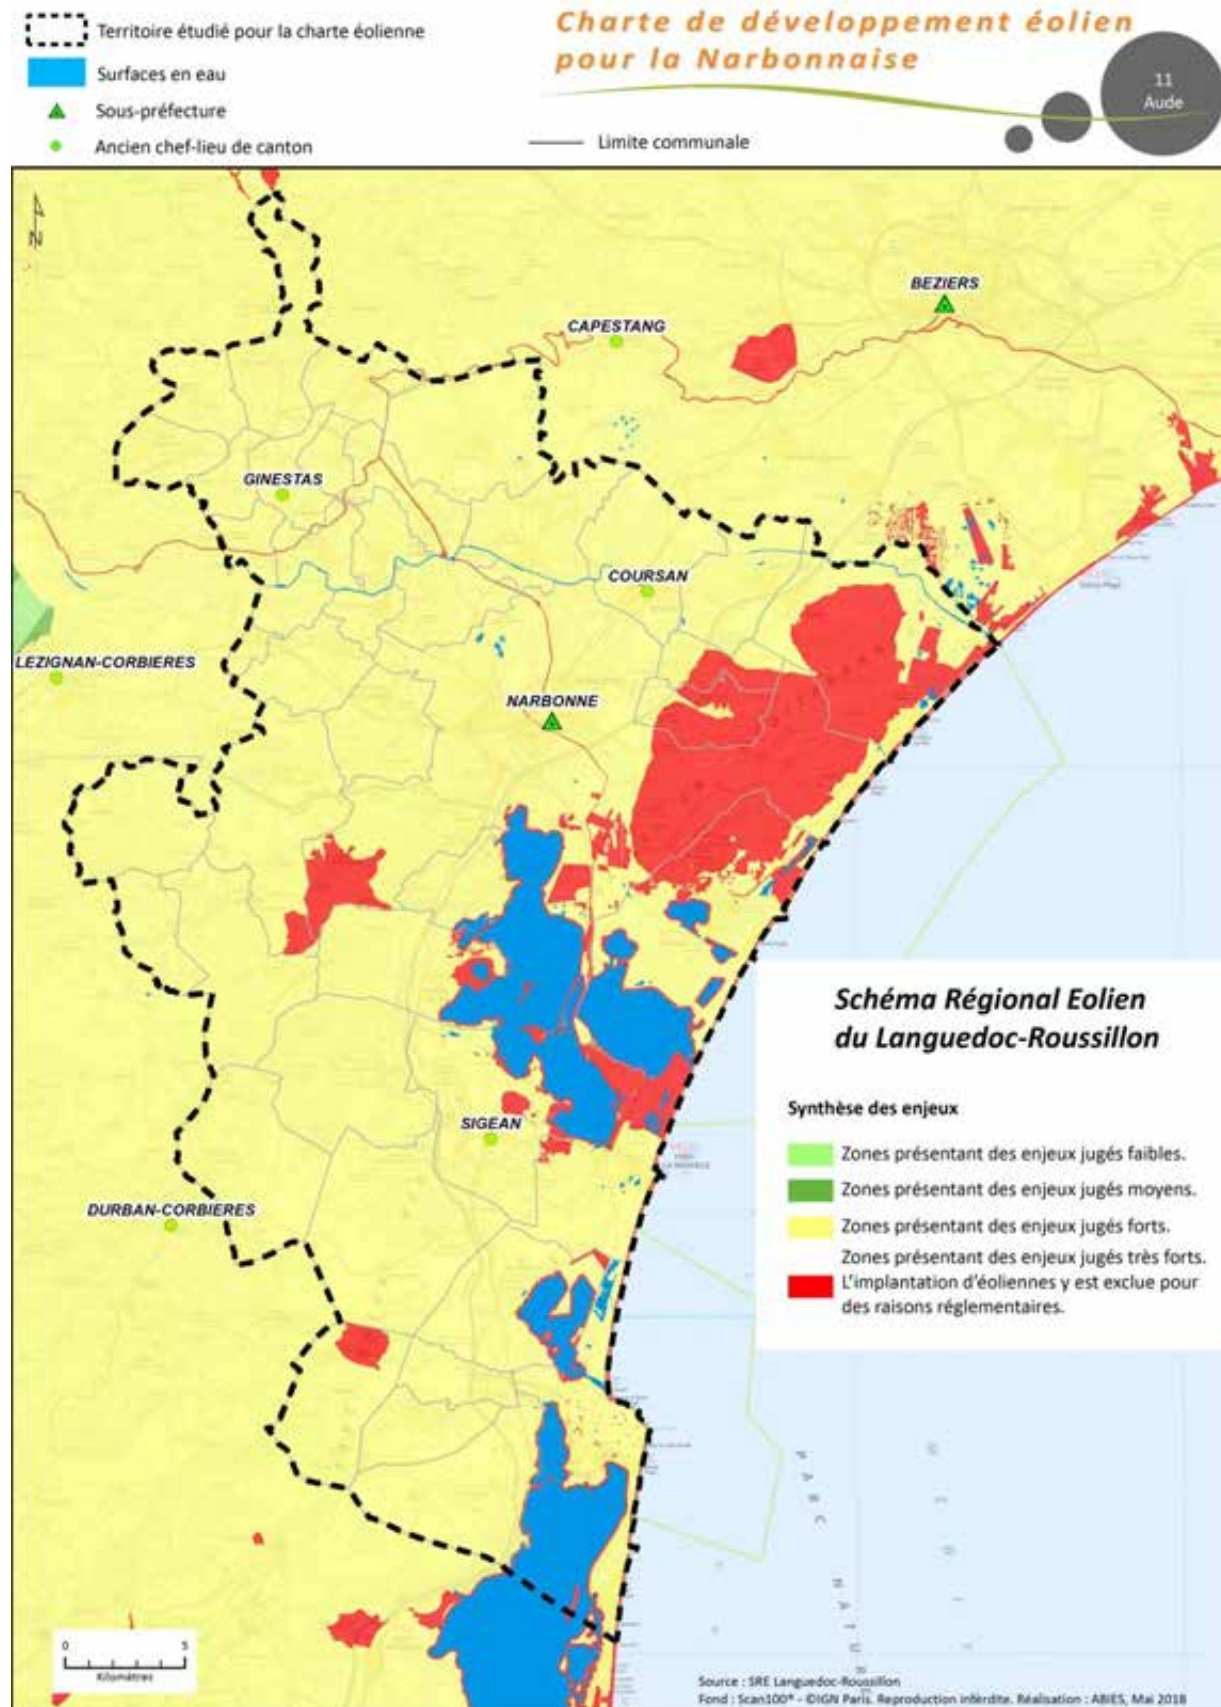 Territoire étudié pour la charte éolienne
Surfaces en eau
Sous-préfecture
Ancien chef-lieu de canton
Charte de développement éolien
pour la Narbonnaise
Limite communale
11
Aude
N
BEZIERS
CAPESTANG
GINESTAS
COURSAN
LEZIGNAN-CORBIERES
NARBONNE
SIGEAN
DURBAN-CORBIERES
Schéma Régional Eolien
du Languedoc-Roussillon
Synthèse des enjeux
Zones présentant des enjeux jugés faibles.
Zones présentant des enjeux jugés moyens.
Zones présentant des enjeux jugés forts.
Zones présentant des enjeux jugés très forts.
L'implantation d'éoliennes y est exclue pour
des raisons réglementaires.
PARC NATURE
0 5
Kilomètres
Source : SRE Languedoc-Roussillon
Fond : Scan100® - ©IGN Paris. Reproduction interdite. Réalisation : ABIES, Mai 2018